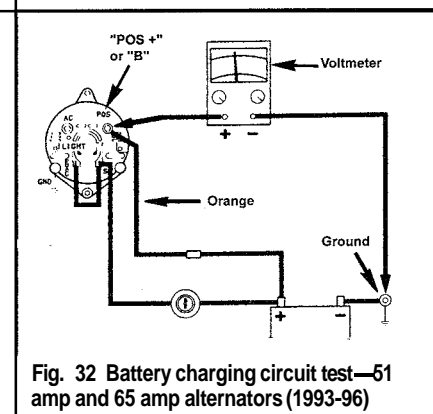 "POS +"
or "B"
Voltmeter
AC
POS
LIGHT
GND
+ −
Orange
Ground
+ −
Fig. 32 Battery charging circuit test—51
amp and 65 amp alternators (1993-96)